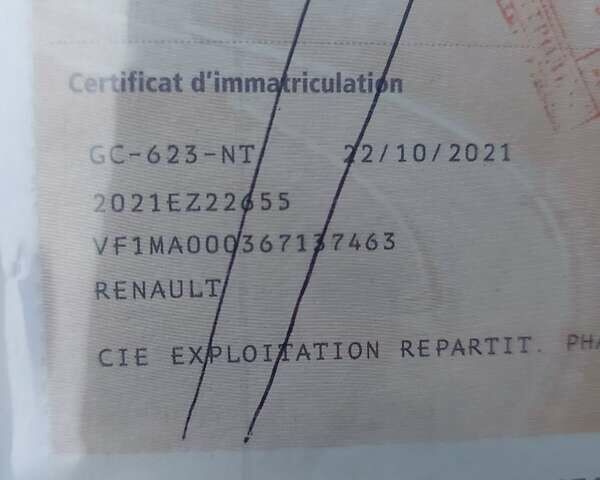 Certificat d'immatriculation
GC-623-NT 22/10/2021
2021EZ22655
VF1MA000367137463
RENAULT
CIE EXPLOITATION REPARTIT.